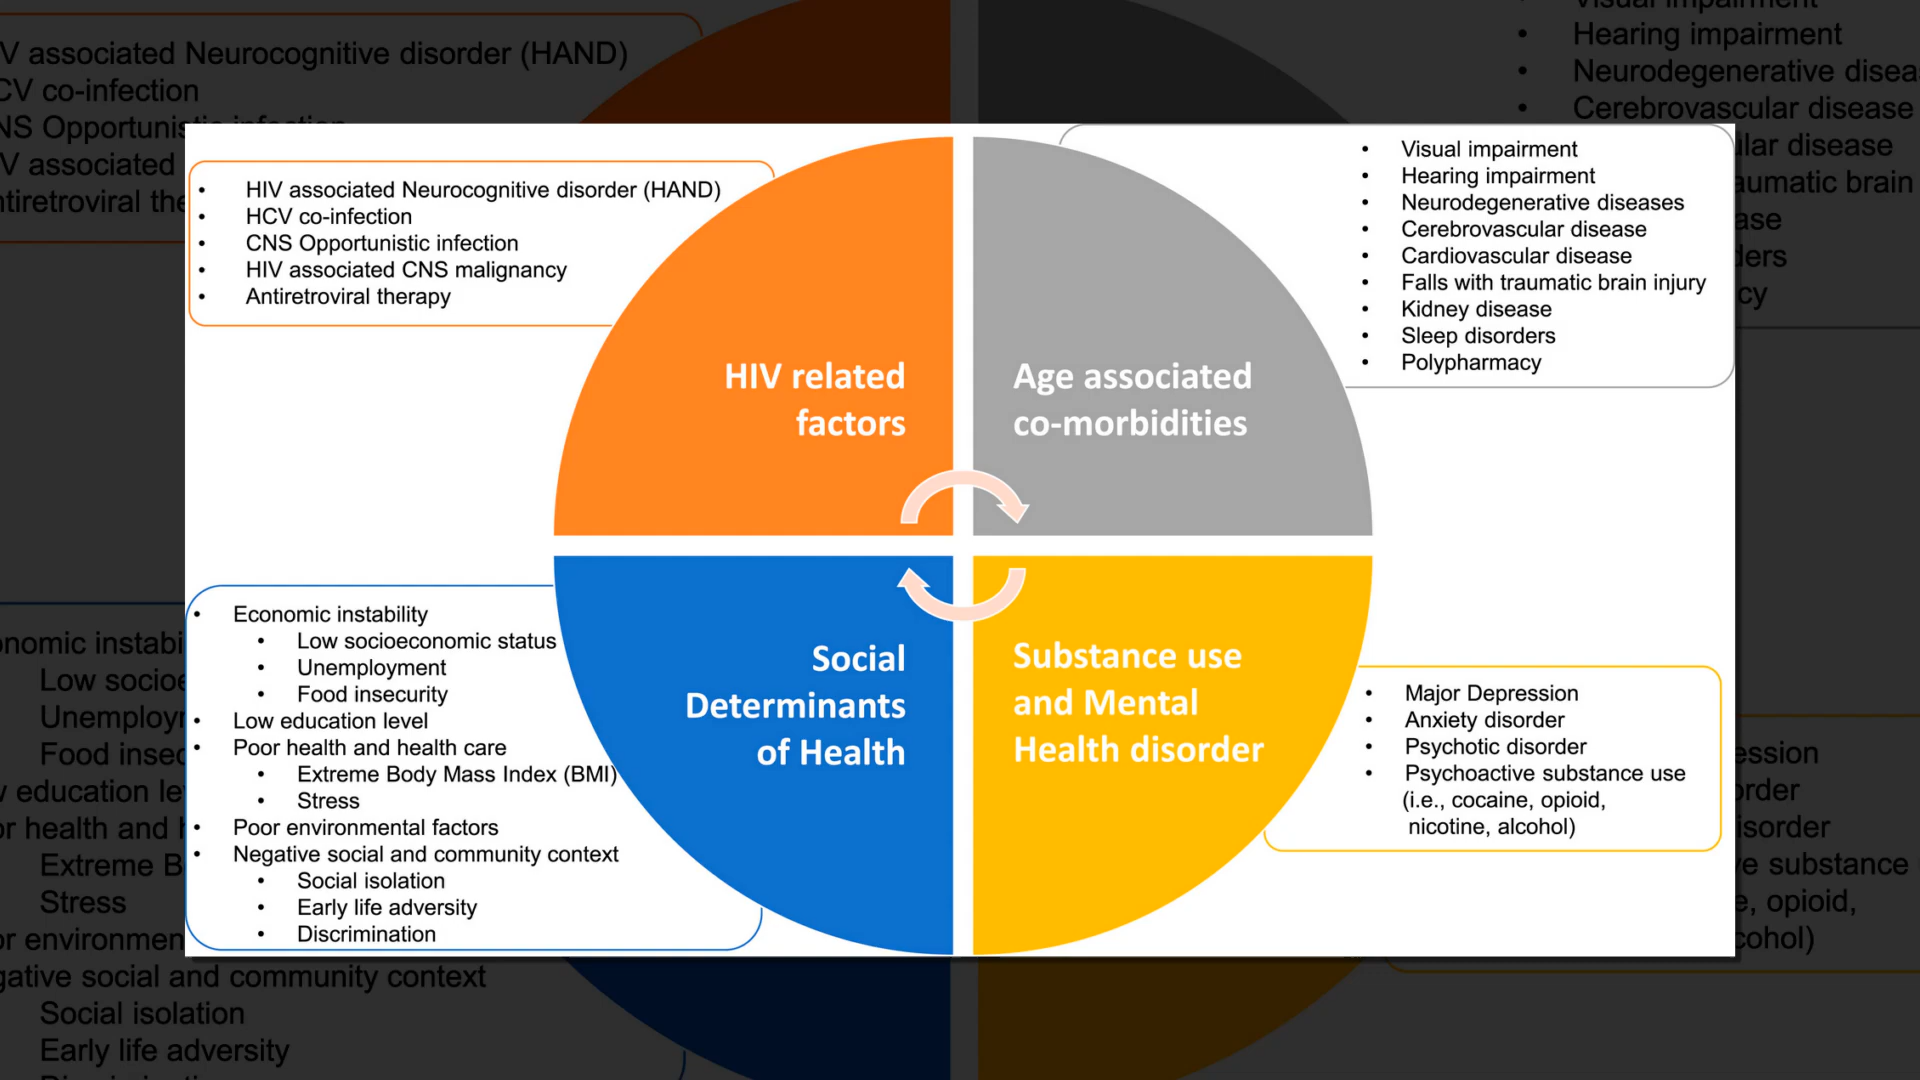 • HIV associated Neurocognitive disorder (HAND)
• HCV co-infection
• CNS Opportunistic infection
• HIV associated CNS malignancy
• Antiretroviral therapy
HIV related
factors
• Visual impairment
• Hearing impairment
• Neurodegenerative diseases
• Cerebrovascular disease
• Cardiovascular disease
• Falls with traumatic brain injury
• Kidney disease
• Sleep disorders
• Polypharmacy
Age associated
co-morbidities
• Economic instability
• Low socioeconomic status
• Unemployment
• Food insecurity
• Low education level
• Poor health and health care
• Extreme Body Mass Index (BMI)
• Stress
• Poor environmental factors
• Negative social and community context
• Social isolation
• Early life adversity
• Discrimination
Social
Determinants
of Health
Substance use
and Mental
Health disorder
• Major Depression
• Anxiety disorder
• Psychotic disorder
• Psychoactive substance use
(i.e., cocaine, opioid,
nicotine, alcohol)